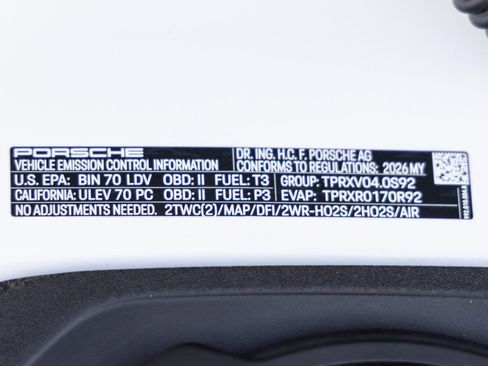 PORSCHE
VEHICLE EMISSION CONTROL INFORMATION
DR. ING. H.C. F. PORSCHE AG
CONFORMS TO REGULATIONS: 2026 MY
U.S. EPA: BIN 70 LDV OBD: II FUEL: T3 GROUP: TPRXV04.0S92
CALIFORNIA: ULEV 70 PC OBD: II FUEL: P3 EVAP: TPRXR0170R92
NO ADJUSTMENTS NEEDED. 2TWC(2)/MAP/DFI/2WR-HO2S/2HO2S/AIR